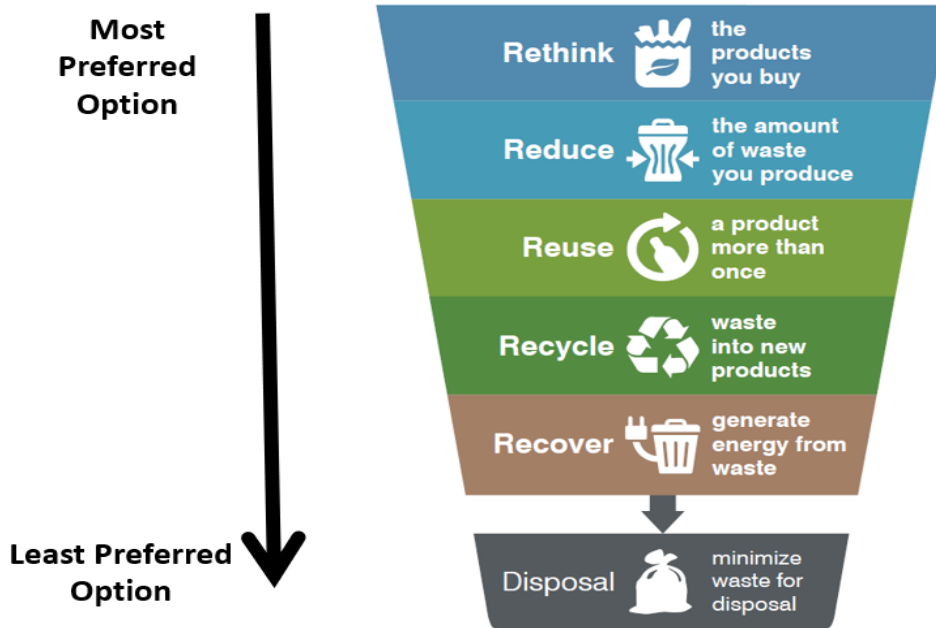 Most
Preferred
Option
Rethink
the
products
you buy
Reduce
the amount
of waste
you produce
Reuse
a product
more than
once
Recycle
waste
into new
products
Recover
generate
energy from
waste
Least Preferred
Option
Disposal
minimize
waste for
disposal